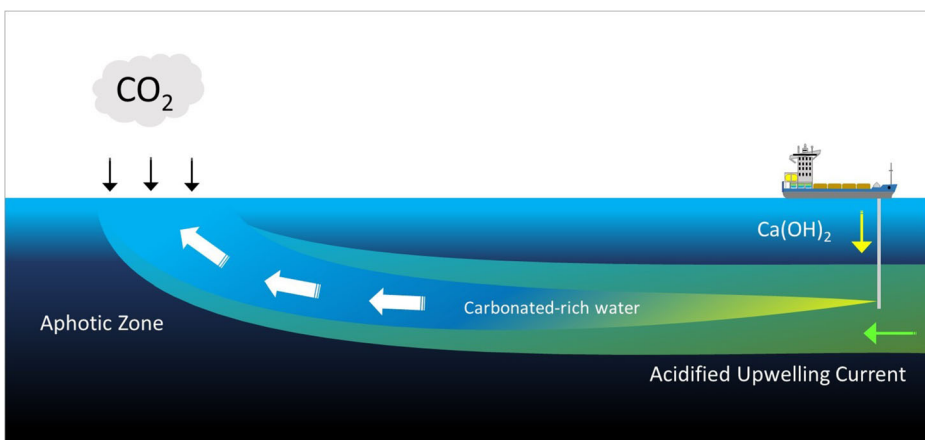 CO₂
Ca(OH)₂
Carbonated-rich water
Aphotic Zone
Acidified Upwelling Current